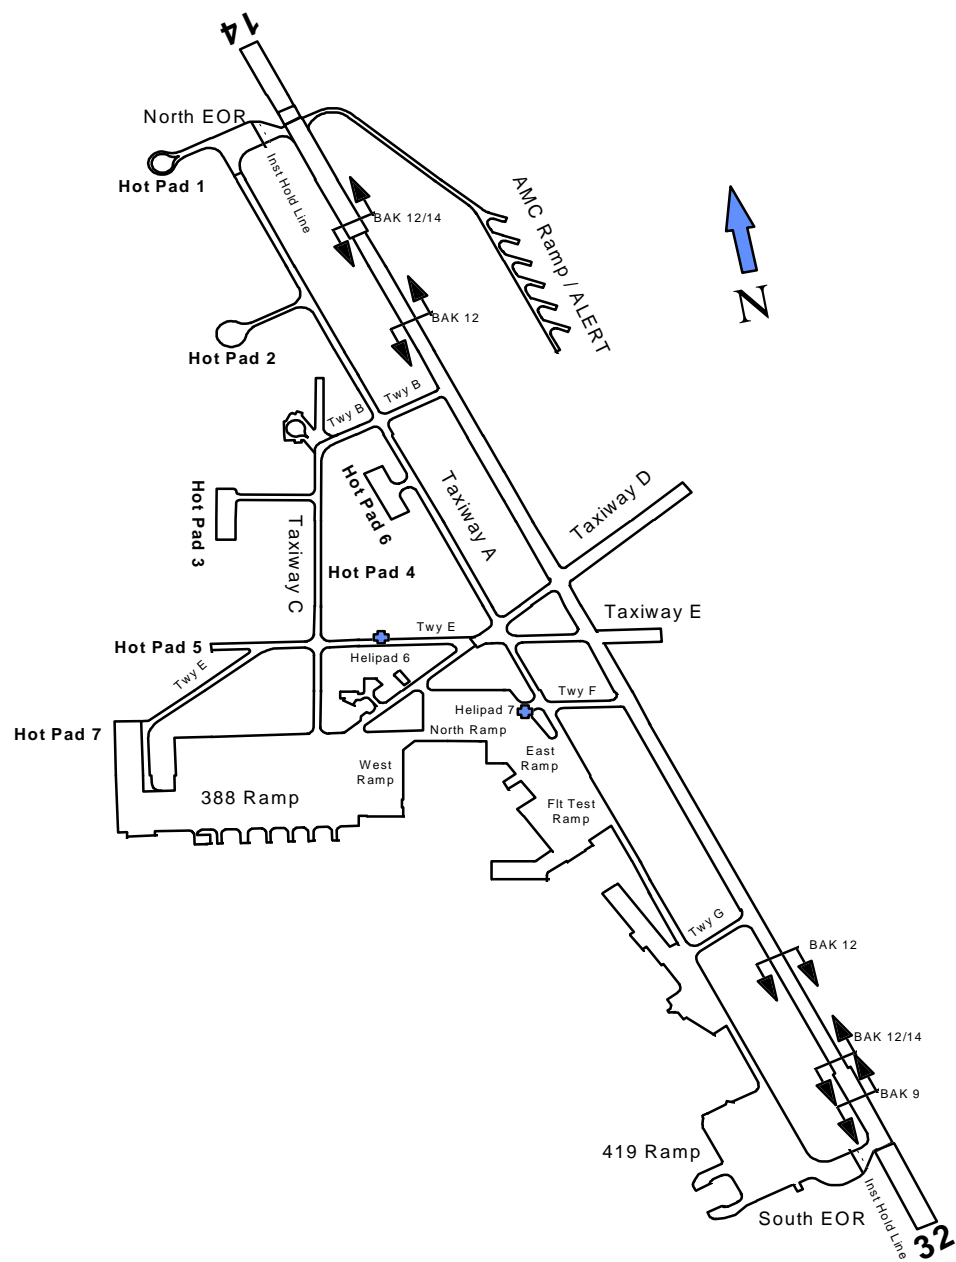 14
North EOR
Hot Pad 1
Inst Hold Line
BAK 12/14
AMC Ramp / ALERT
N
BAK 12
Hot Pad 2
Twy B
Twy B
Hot Pad 6
Hot Pad 3
Taxiway A
Taxiway D
Taxiway C
Hot Pad 4
Taxiway E
Twy E
Hot Pad 5
Helipad 6
Twy E
Twy F
Helipad 7
Hot Pad 7
North Ramp
East
Ramp
West
Ramp
388 Ramp
Flt Test
Ramp
Twy G
BAK 12
BAK 12/14
BAK 9
419 Ramp
South EOR
Inst Hold Line
32